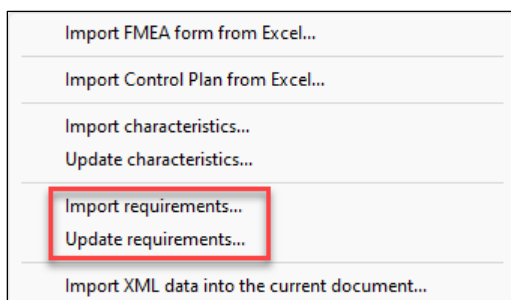 Import FMEA form from Excel...
Import Control Plan from Excel...
Import characteristics...
Update characteristics...
Import requirements...
Update requirements...
Import XML data into the current document...